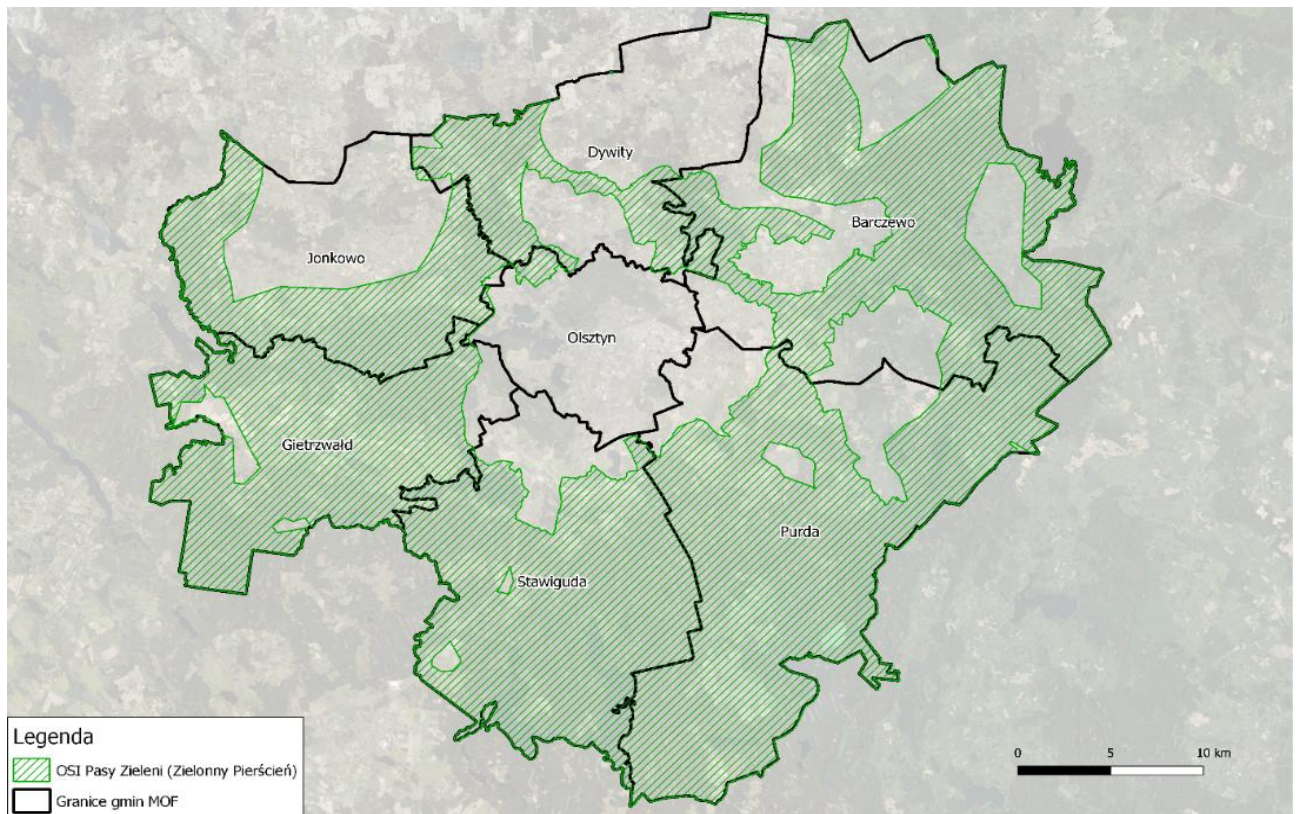 Dywity
Barczewo
Jonkowo
Olsztyn
Gietrzwałd
Purda
Stawiguda
Legenda
OSI Pasy Zieleni (Zielonny Pierścień)
Granice gmin MOF
0 5 10 km